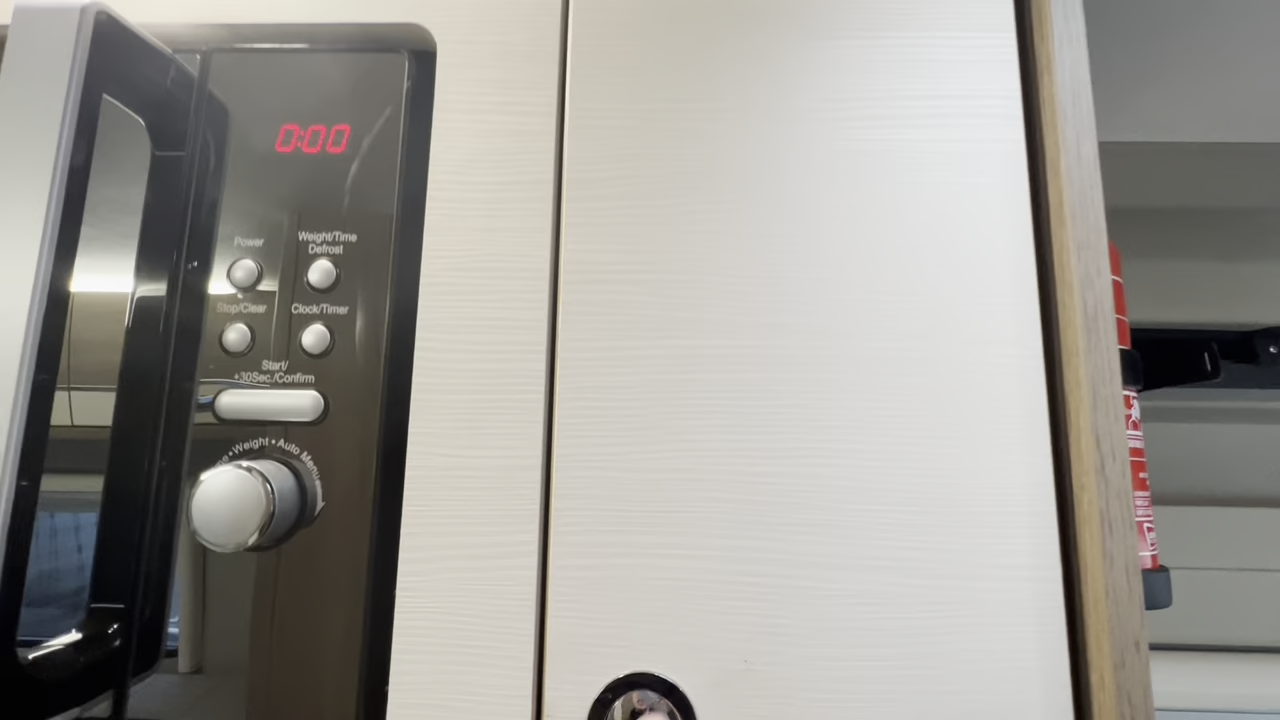 0:00
Power
Weight/Time
Defrost
Stop/Clear
Clock/Timer
Start/
+30Sec./Confirm
•Weight • Auto Menu